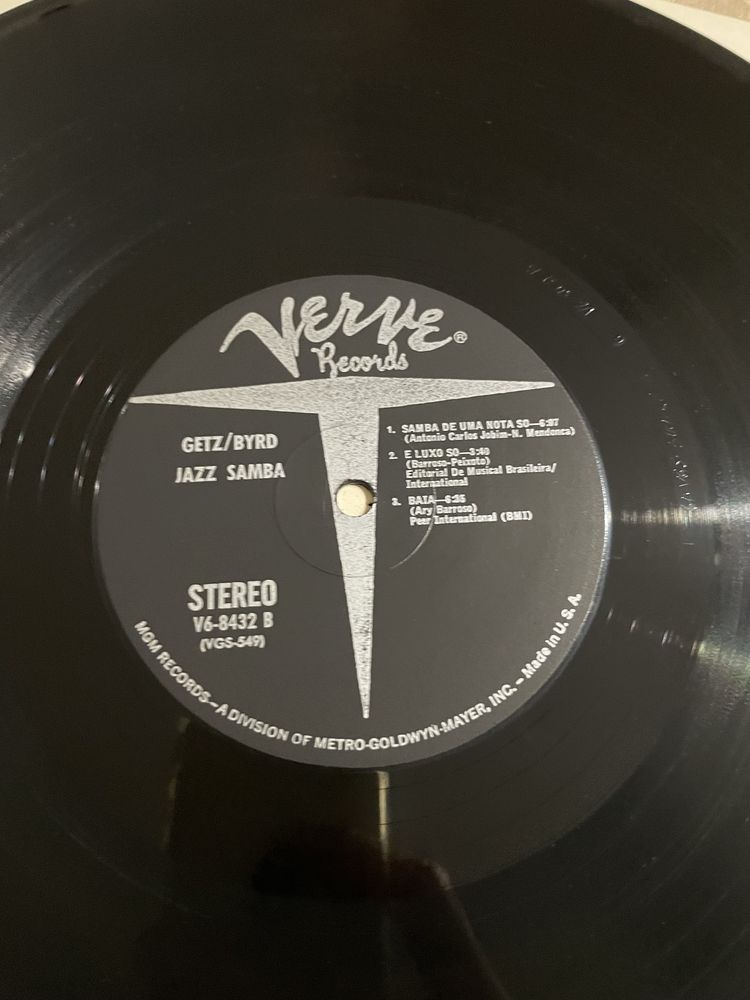 VERVE®
Records
GETZ/BYRD
JAZZ SAMBA
1. SAMBA DE UMA NOTA SO—6:07
(Antonio Carlos Jobim-N. Mendonca)
2. E LUXO SO—3:40
(Barroso-Peixoto)
Editorial De Musical Brasileira/
International
3. BAIA—6:35
(Ary Barroso)
Peer International (BMI)
STEREO
V6-8432 B
(VGS-549)
MGM RECORDS—A DIVISION OF METRO-GOLDWYN-MAYER, INC. – Made in U. S. A.